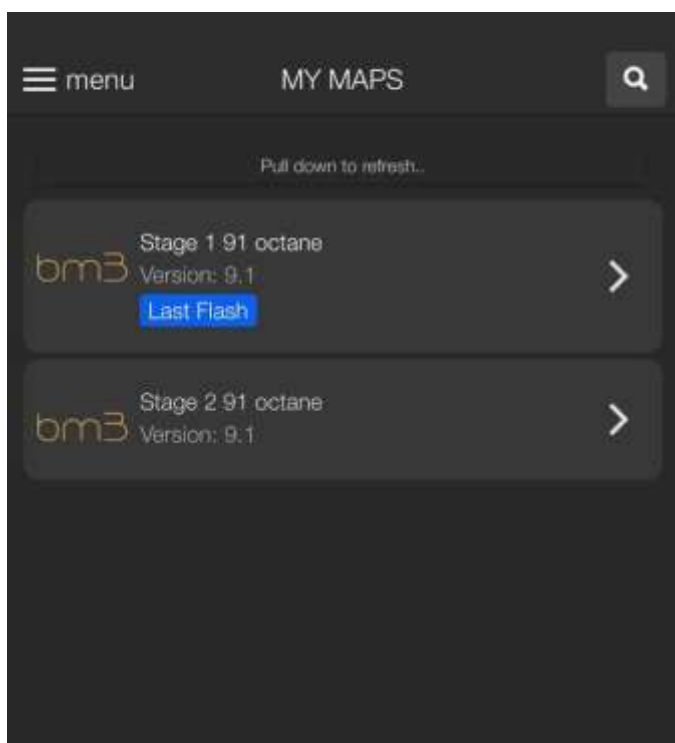 menu
MY MAPS
Pull down to refresh..
bm3
Stage 1 91 octane
Version: 9.1
Last Flash
bm3
Stage 2 91 octane
Version: 9.1